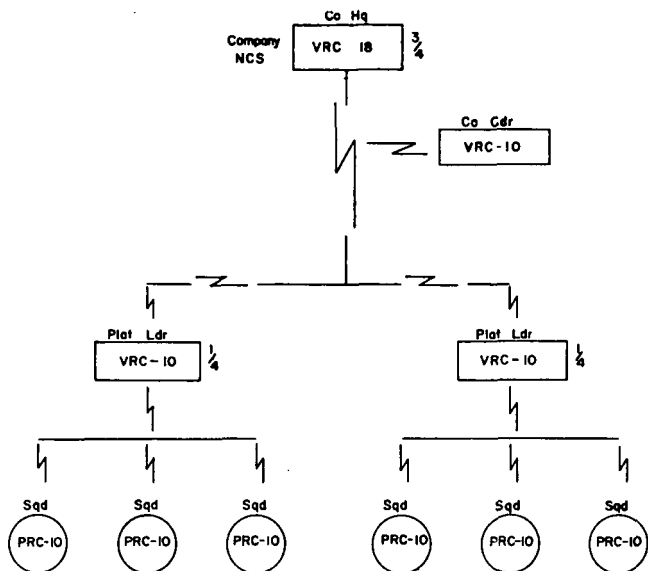 Co Hq
Company
NCS
VRC 18
3/4
Co Cdr
VRC-10
Plat Ldr
VRC-10
1/4
Plat Ldr
VRC-10
1/4
Sqd
Sqd
Sqd
Sqd
Sqd
Sqd
PRC-10
PRC-10
PRC-10
PRC-10
PRC-10
PRC-10